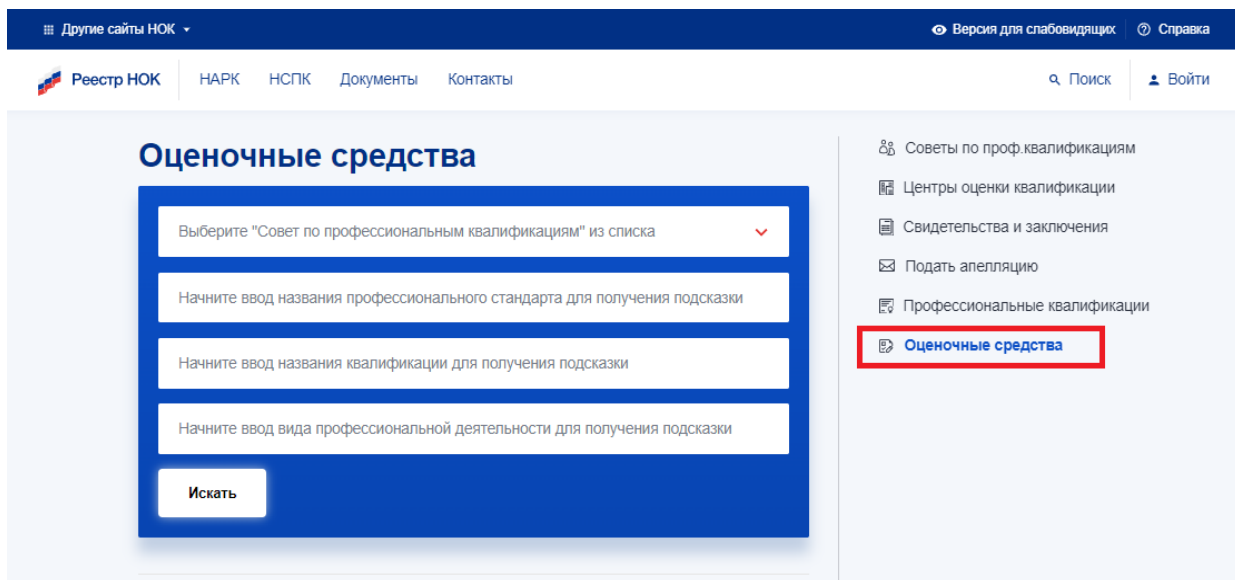 Другие сайты НОК
Версия для слабовидящих
Справка
Реестр НОК
НАРК
НСПК
Документы
Контакты
Поиск
Войти
Оценочные средства
Выберите "Совет по профессиональным квалификациям" из списка
Начните ввод названия профессионального стандарта для получения подсказки
Начните ввод названия квалификации для получения подсказки
Начните ввод вида профессиональной деятельности для получения подсказки
Искать
Советы по проф.квалификациям
Центры оценки квалификации
Свидетельства и заключения
Подать апелляцию
Профессиональные квалификации
Оценочные средства